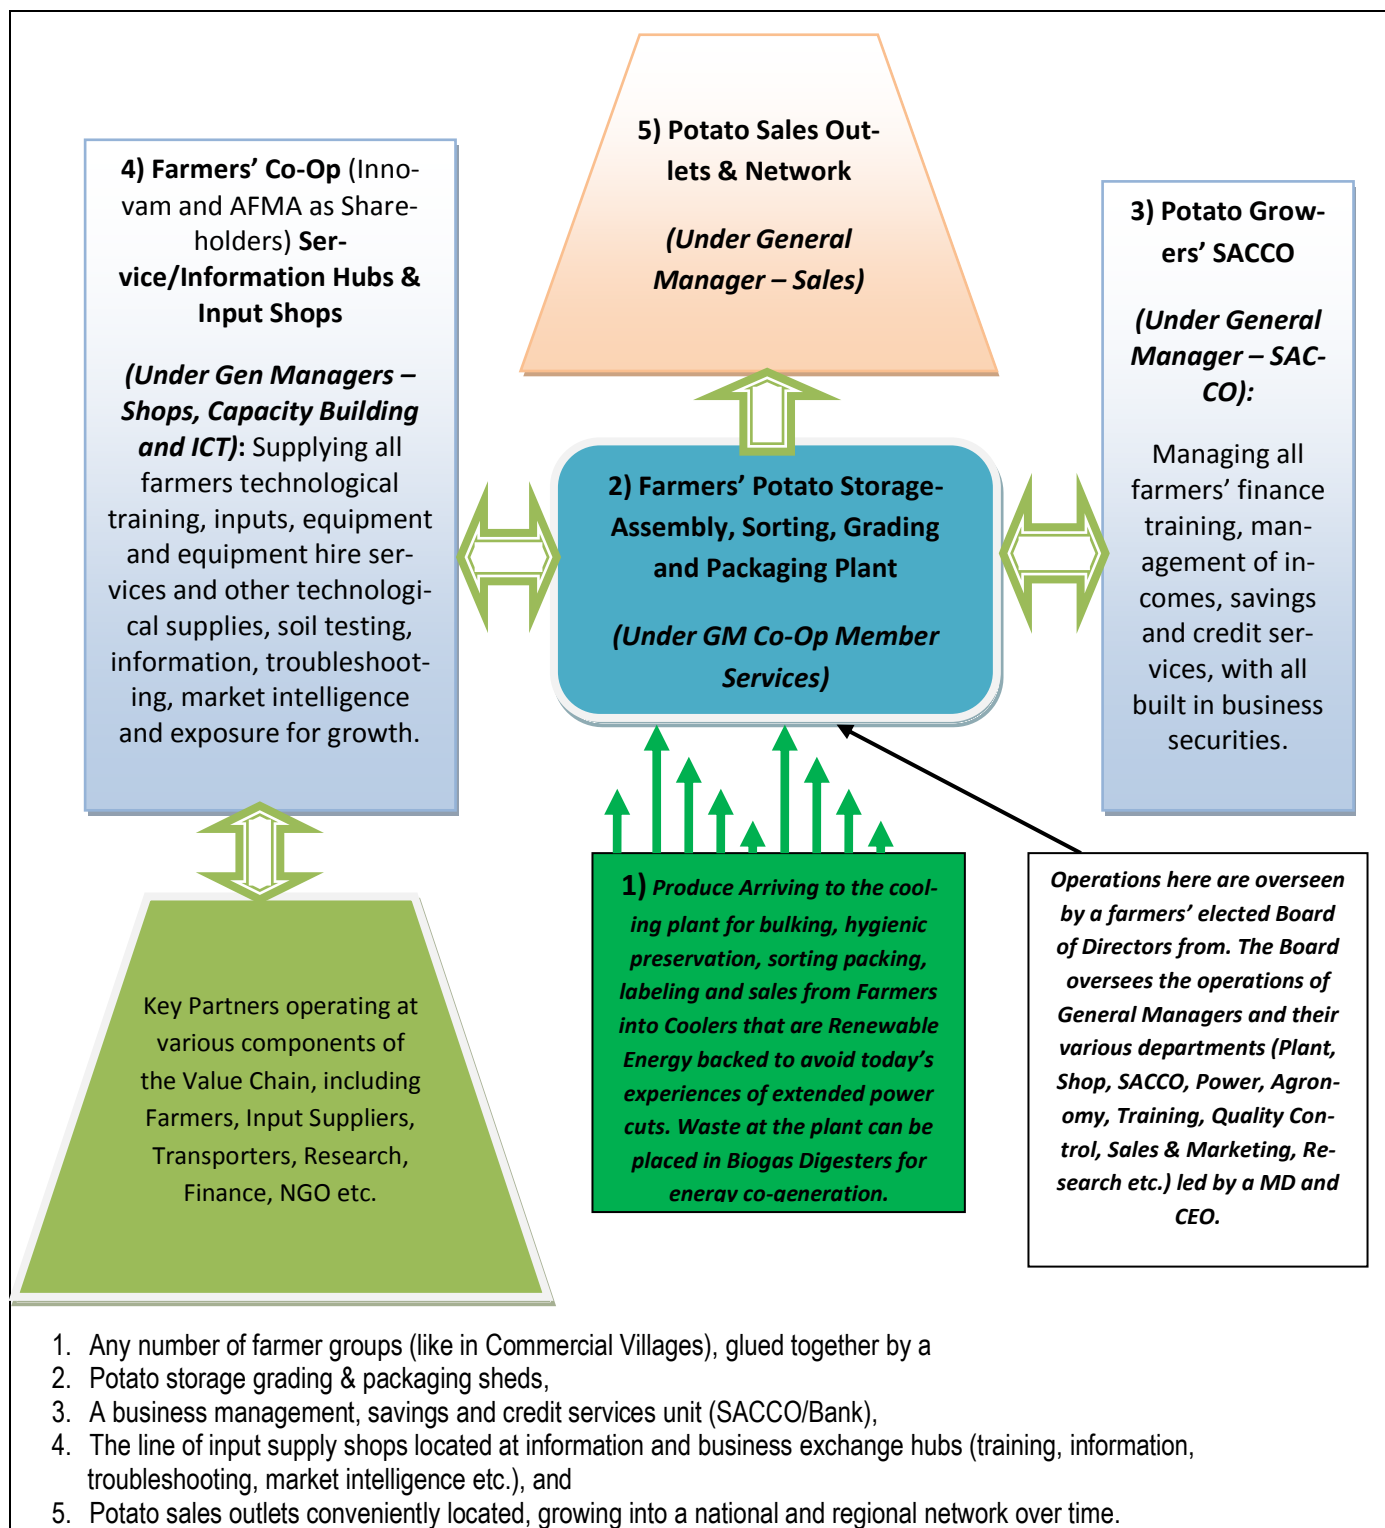 5) Potato Sales Out-
lets & Network
(Under General
Manager – Sales)
4) Farmers’ Co-Op (Inno-
vam and AFMA as Share-
holders) Ser-
vice/Information Hubs &
Input Shops
(Under Gen Managers –
Shops, Capacity Building
and ICT): Supplying all
farmers technological
training, inputs, equipment
and equipment hire ser-
vices and other technologi-
cal supplies, soil testing,
information, troubleshoot-
ing, market intelligence
and exposure for growth.
3) Potato Grow-
ers’ SACCO
(Under General
Manager – SAC-
CO):
Managing all
farmers’ finance
training, man-
agement of in-
comes, savings
and credit ser-
vices, with all
built in business
securities.
2) Farmers’ Potato Storage-
Assembly, Sorting, Grading
and Packaging Plant
(Under GM Co-Op Member
Services)
Key Partners operating at
various components of
the Value Chain, including
Farmers, Input Suppliers,
Transporters, Research,
Finance, NGO etc.
1) Produce Arriving to the cool-
ing plant for bulking, hygienic
preservation, sorting packing,
labeling and sales from Farmers
into Coolers that are Renewable
Energy backed to avoid today’s
experiences of extended power
cuts. Waste at the plant can be
placed in Biogas Digesters for
energy co-generation.
Operations here are overseen
by a farmers’ elected Board
of Directors from. The Board
oversees the operations of
General Managers and their
various departments (Plant,
Shop, SACCO, Power, Agron-
omy, Training, Quality Con-
trol, Sales & Marketing, Re-
search etc.) led by a MD and
CEO.
1. Any number of farmer groups (like in Commercial Villages), glued together by a
2. Potato storage grading & packaging sheds,
3. A business management, savings and credit services unit (SACCO/Bank),
4. The line of input supply shops located at information and business exchange hubs (training, information,
troubleshooting, market intelligence etc.), and
5. Potato sales outlets conveniently located, growing into a national and regional network over time.